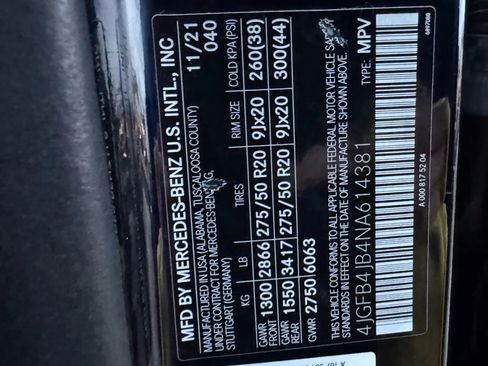 MFD BY MERCEDES-BENZ U.S. INTL., INC
MANUFACTURED IN USA (ALABAMA, TUSCALOOSA COUNTY)
UNDER LICENSE OF MERCEDES-BENZ AG,
STUTTGART (GERMANY)
11/21
040
KG LB TIRES RIM SIZE COLD KPA (PSI)
GAWR FRONT 1300 2866 275/50 R20 9Jx20 260(38)
GAWR REAR 1550 3417 275/50 R20 9Jx20 300(44)
GVWR 2750 6063
THIS VEHICLE CONFORMS TO ALL APPLICABLE FEDERAL MOTOR VEHICLE SAFETY
STANDARDS IN EFFECT ON THE DATE OF MANUFACTURE SHOWN ABOVE.
4JGFB4JB4NA614381 TYPE: MPV
A 000 817 52 04
6897088